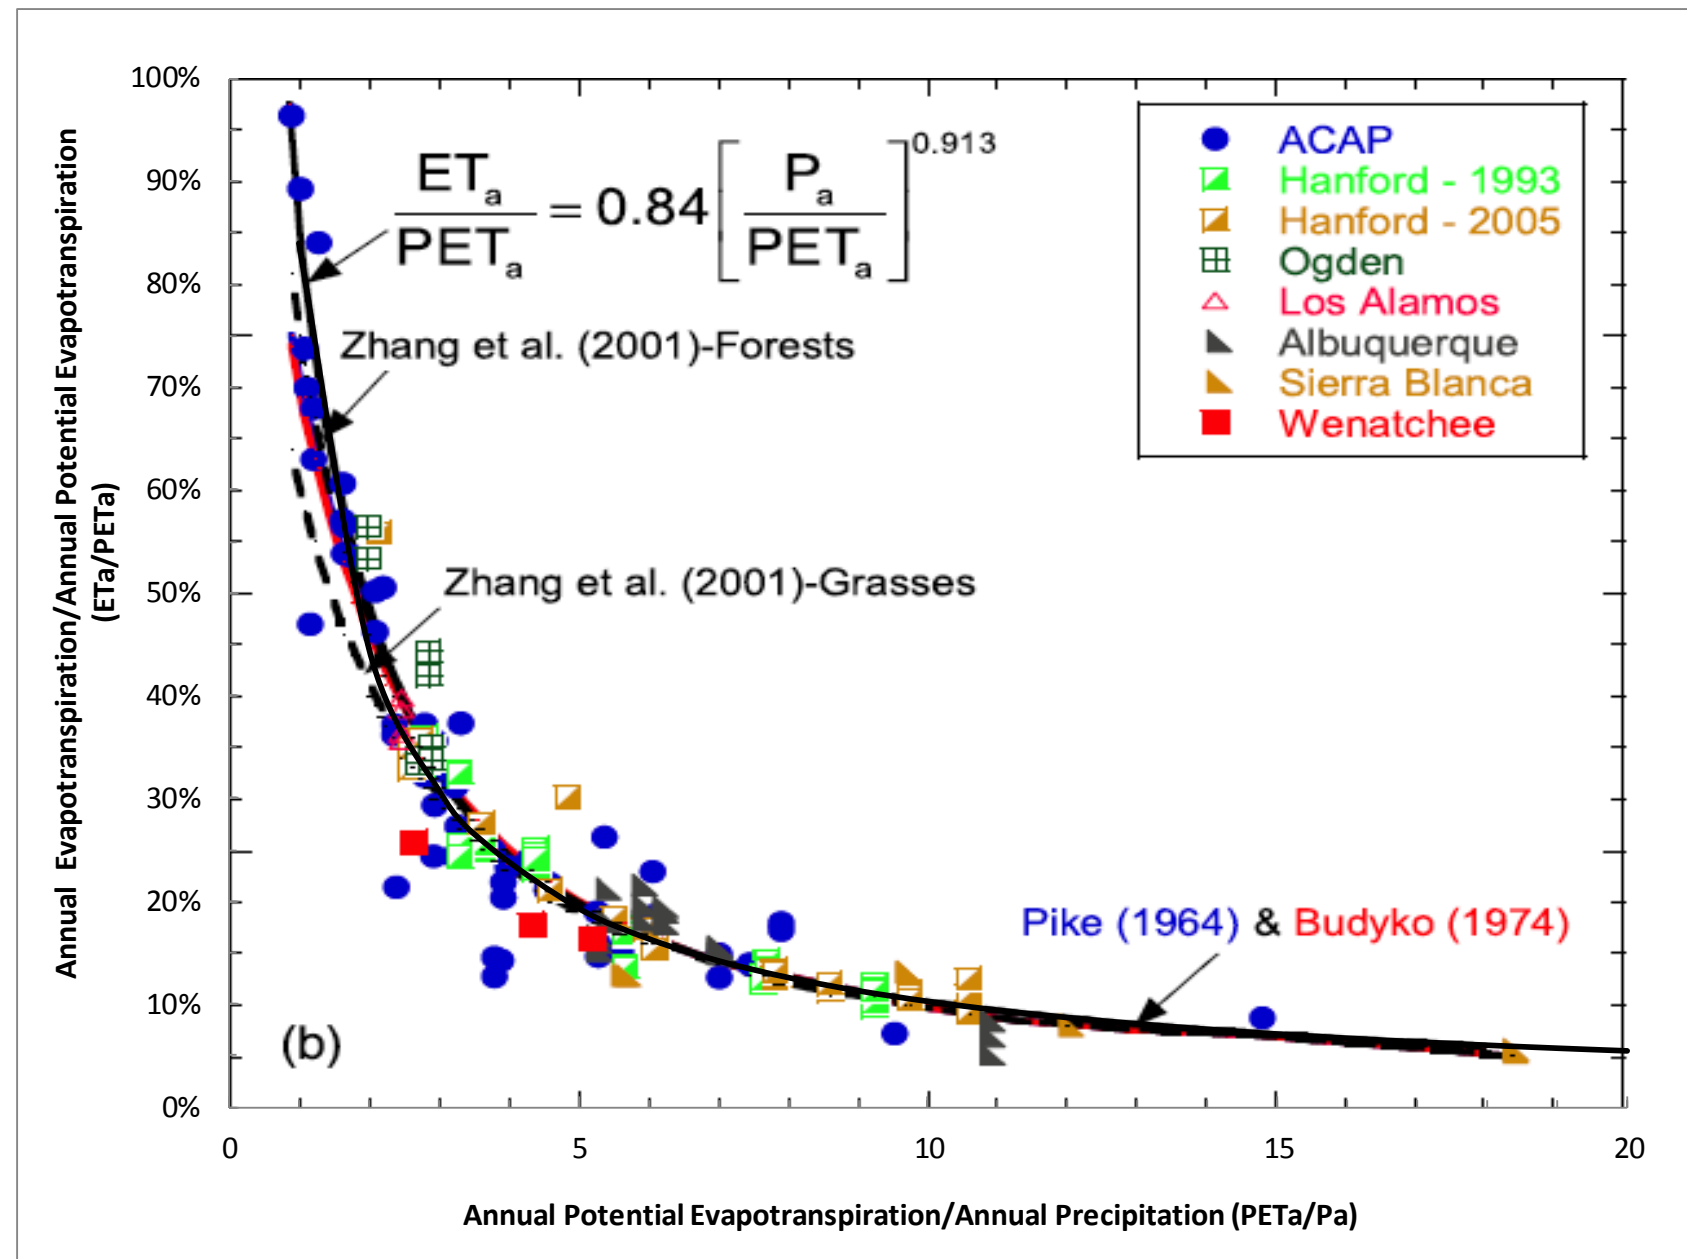 Annual Evapotranspiration/Annual Potential Evapotranspiration
(ETa/PETa)
100%
90%
80%
70%
60%
50%
40%
30%
20%
10%
0%
ETa/PETa = 0.84 [Pa/PETa]^0.913
Zhang et al. (2001)-Forests
Zhang et al. (2001)-Grasses
ACAP
Hanford - 1993
Hanford - 2005
Ogden
Los Alamos
Albuquerque
Sierra Blanca
Wenatchee
Pike (1964) & Budyko (1974)
(b)
0 5 10 15 20
Annual Potential Evapotranspiration/Annual Precipitation (PETa/Pa)